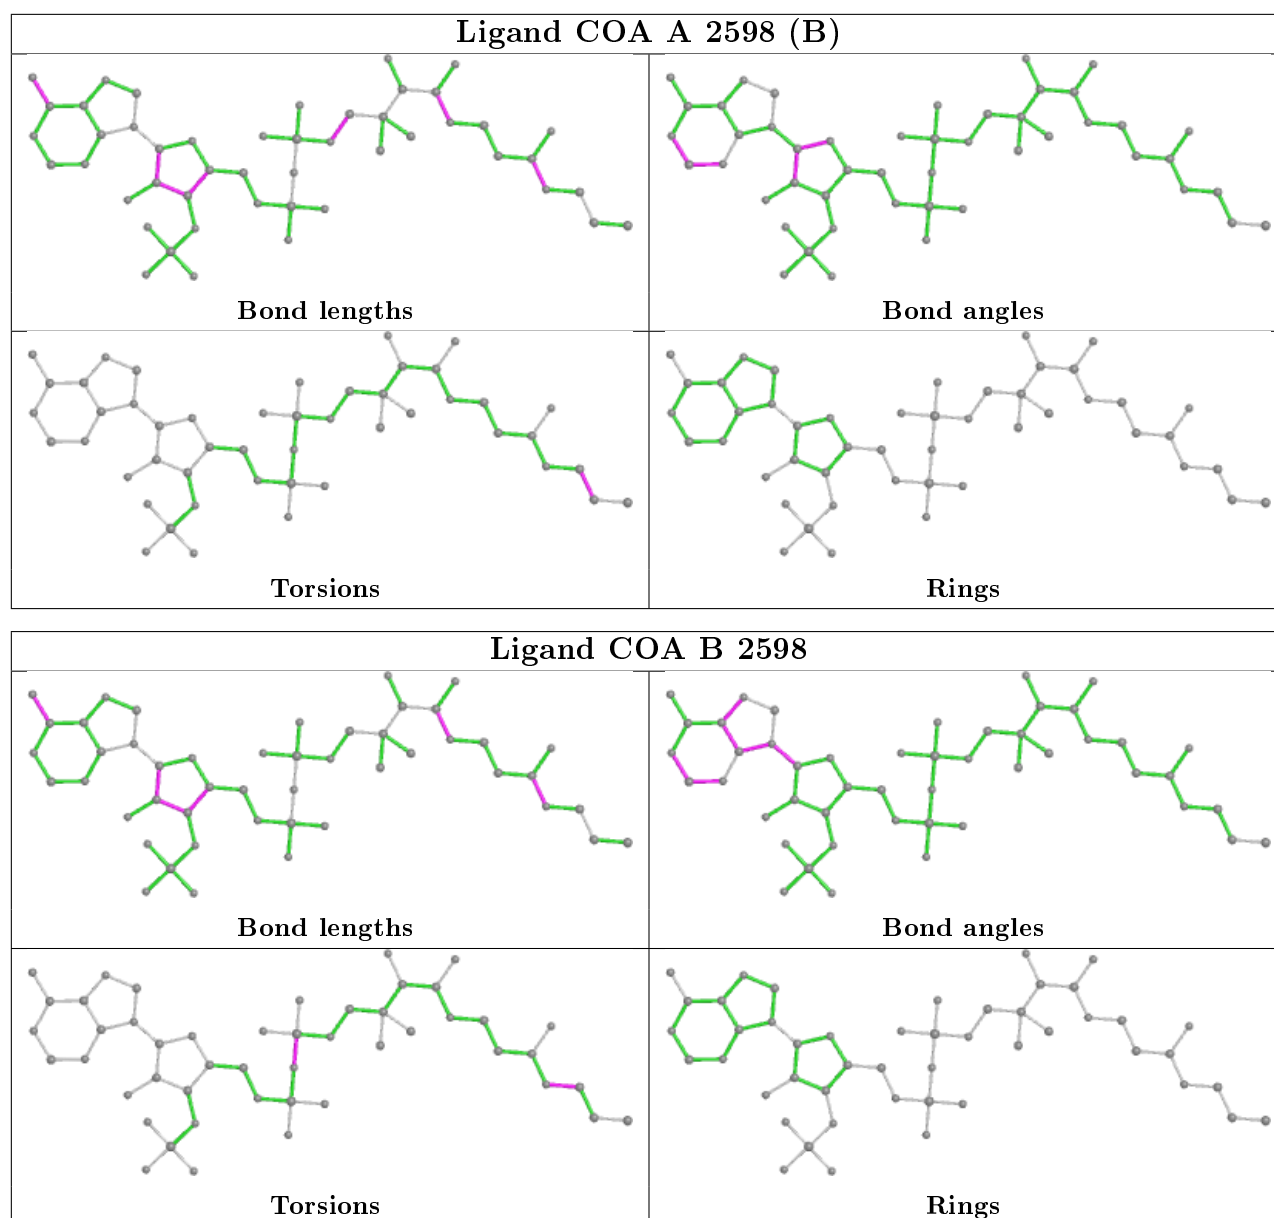 Ligand COA A 2598 (B)
Bond lengths
Bond angles
Torsions
Rings
Ligand COA B 2598
Bond lengths
Bond angles
Torsions
Rings